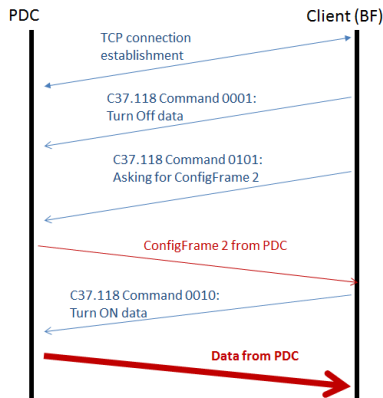 PDC
Client (BF)
TCP connection
establishment
C37.118 Command 0001:
Turn Off data
C37.118 Command 0101:
Asking for ConfigFrame 2
ConfigFrame 2 from PDC
C37.118 Command 0010:
Turn ON data
Data from PDC